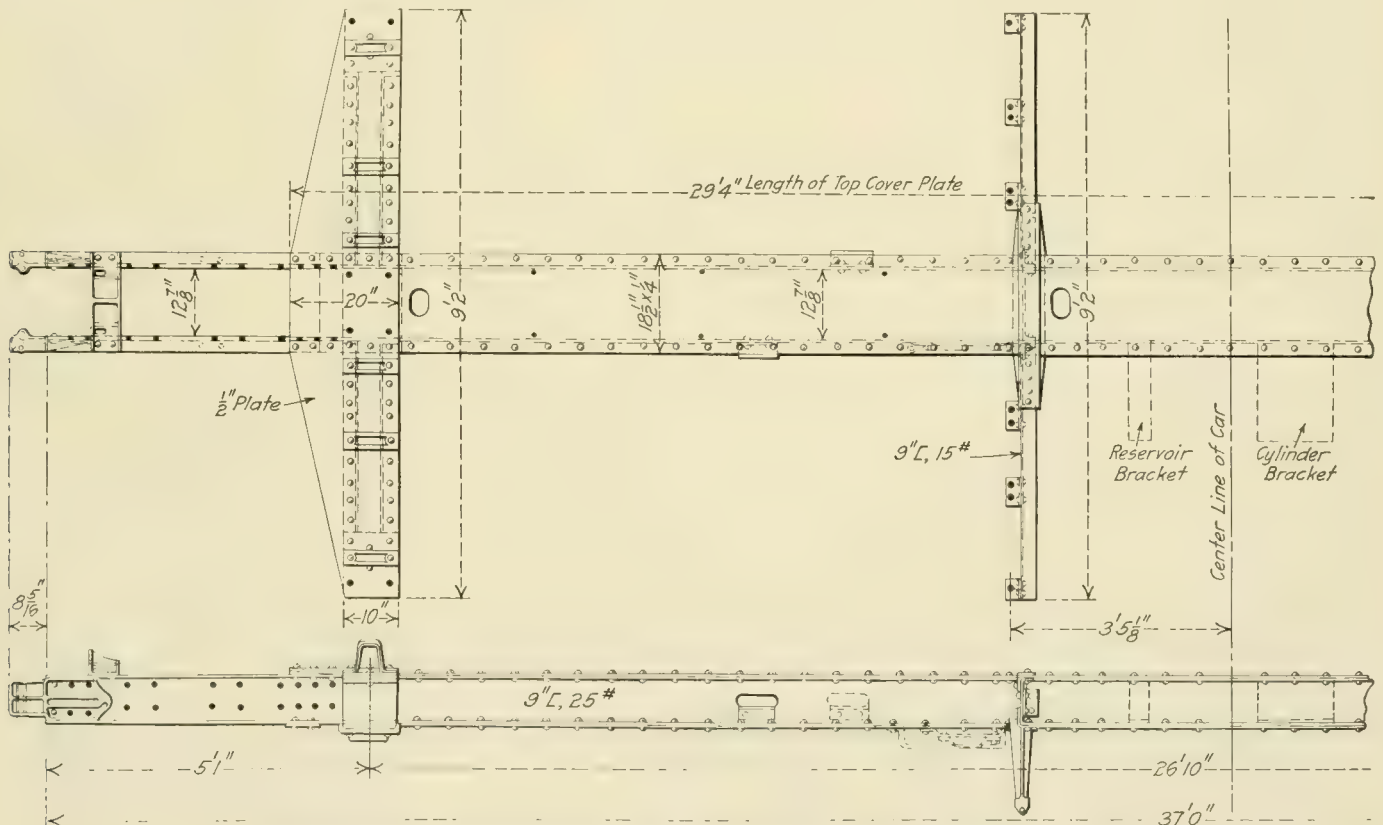 29'4" Length of Top Cover Plate
12 7/8"
20"
9'2"
18 1/2" x 1/4"
12 7/8"
9'2"
1/2" Plate
9"[, 15#
Reservoir
Bracket
Cylinder
Bracket
Center Line of Car
8 5/16"
10"
3'5 1/8"
9"[, 25#
5'1"
26'10"
37'0"